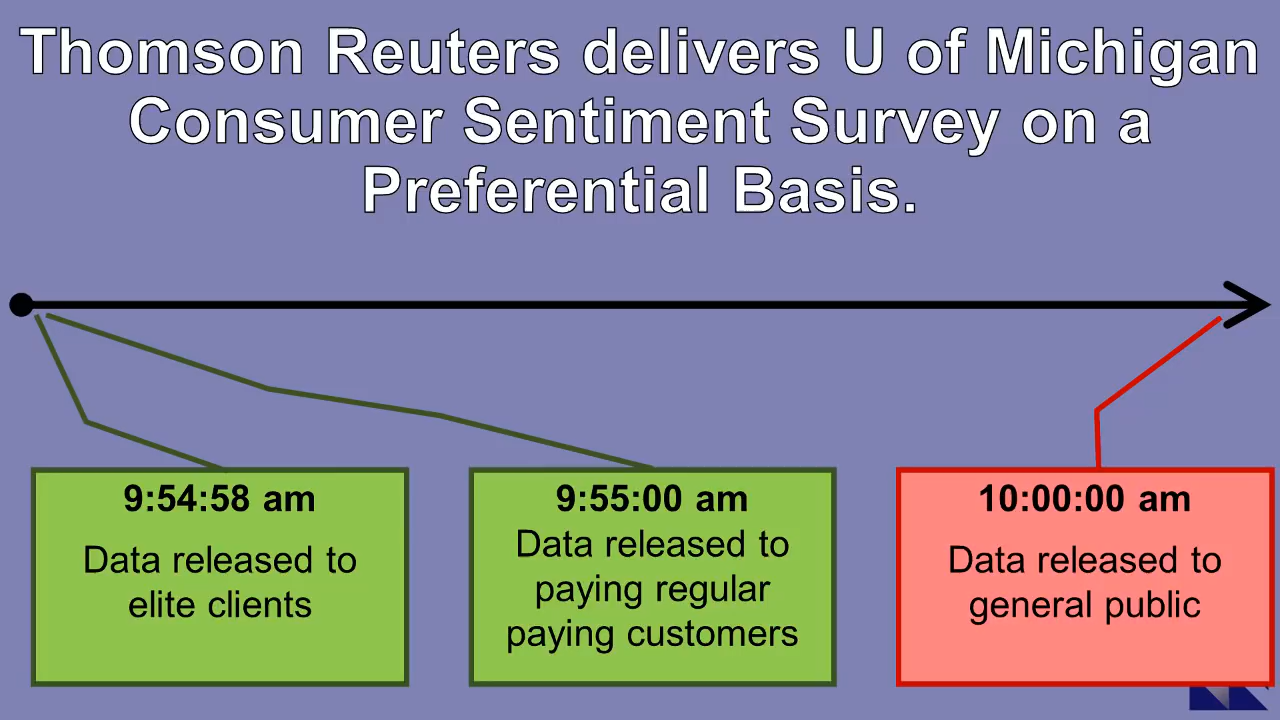 Thomson Reuters delivers U of Michigan
Consumer Sentiment Survey on a
Preferential Basis.
9:54:58 am
Data released to
elite clients
9:55:00 am
Data released to
paying regular
paying customers
10:00:00 am
Data released to
general public